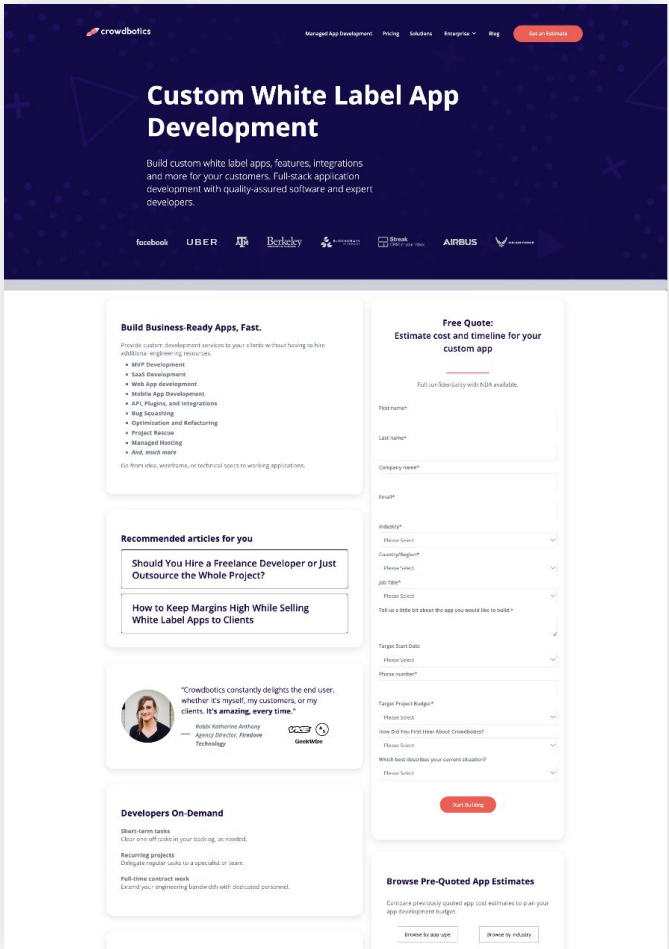 crowdbotics
Managed App Development Pricing Solutions Enterprise Blog Get an Estimate
Custom White Label App
Development
Build custom white label apps, features, integrations
and more for your customers. Full-stack application
development with quality-assured software and expert
developers.
facebook UBER ĀTM Berkeley Streak AIRBUS
CRM in your inbox
Build Business-Ready Apps, Fast.
Provide custom development services to your clients without having to hire
additional engineering resources.
• MVP Development
• SaaS Development
• Web App development
• Mobile App Development
• API, Plugins, and Integrations
• Bug Squashing
• Optimization and Refactoring
• Project Rescue
• Managed Hosting
• And, much more
Go from idea, wireframe, or technical specs to working applications.
Recommended articles for you
Should You Hire a Freelance Developer or Just
Outsource the Whole Project?
How to Keep Margins High While Selling
White Label Apps to Clients
"Crowdbotics constantly delights the end user,
whether it's myself, my customers, or my
clients. It's amazing, every time."
Robbi Katherine Anthony
Agency Director, Firedove
Technology
VICE
GeekWire
Developers On-Demand
Short-term tasks
Clear one-off tasks in your backlog, as needed.
Recurring projects
Delegate regular tasks to a specialist or team.
Full-time contract work
Extend your engineering bandwidth with dedicated personnel.
Free Quote:
Estimate cost and timeline for your
custom app
Full confidentiality with NDA available.
First name*
Last name*
Company name*
Email*
Industry*
Please Select
Country/Region*
Please Select
Job Title*
Please Select
Tell us a little bit about the app you would like to build.*
Target Start Date
Please Select
Phone number*
Target Project Budget*
Please Select
How Did You First Hear About Crowdbotics?
Please Select
Which best describes your current situation?
Please Select
Start Building
Browse Pre-Quoted App Estimates
Compare previously quoted app cost estimates to plan your
app development budget.
Browse by app type Browse by industry